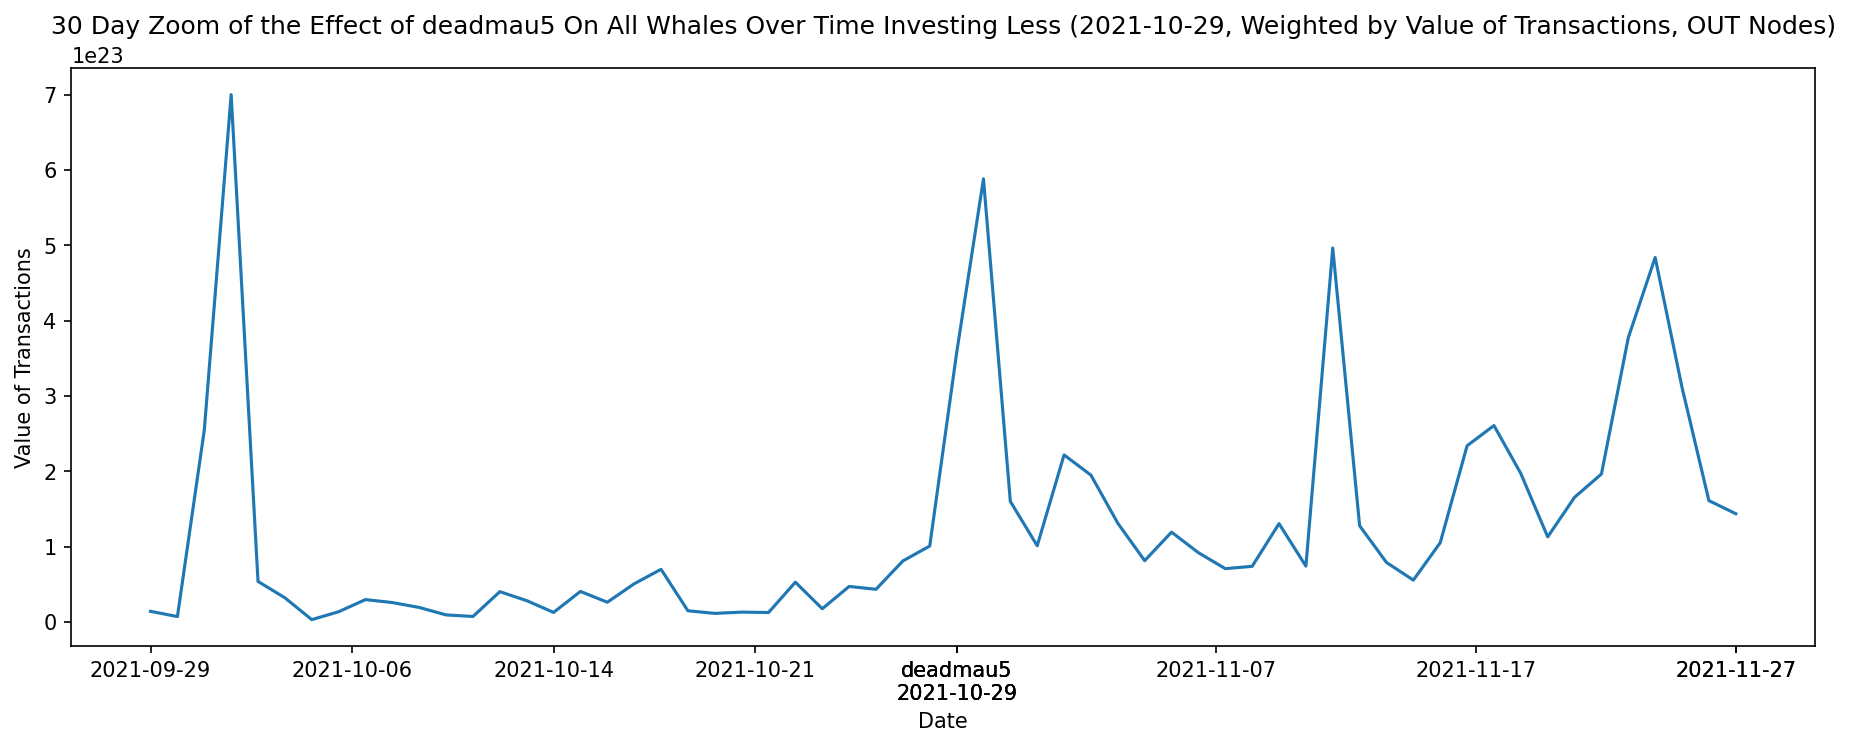 30 Day Zoom of the Effect of deadmau5 On All Whales Over Time Investing Less (2021-10-29, Weighted by Value of Transactions, OUT Nodes)
1e23
7
6
5
4
3
2
1
0
Value of Transactions
2021-09-29 2021-10-06 2021-10-14 2021-10-21 deadmau5 2021-11-07 2021-11-17 2021-11-27
2021-10-29
Date